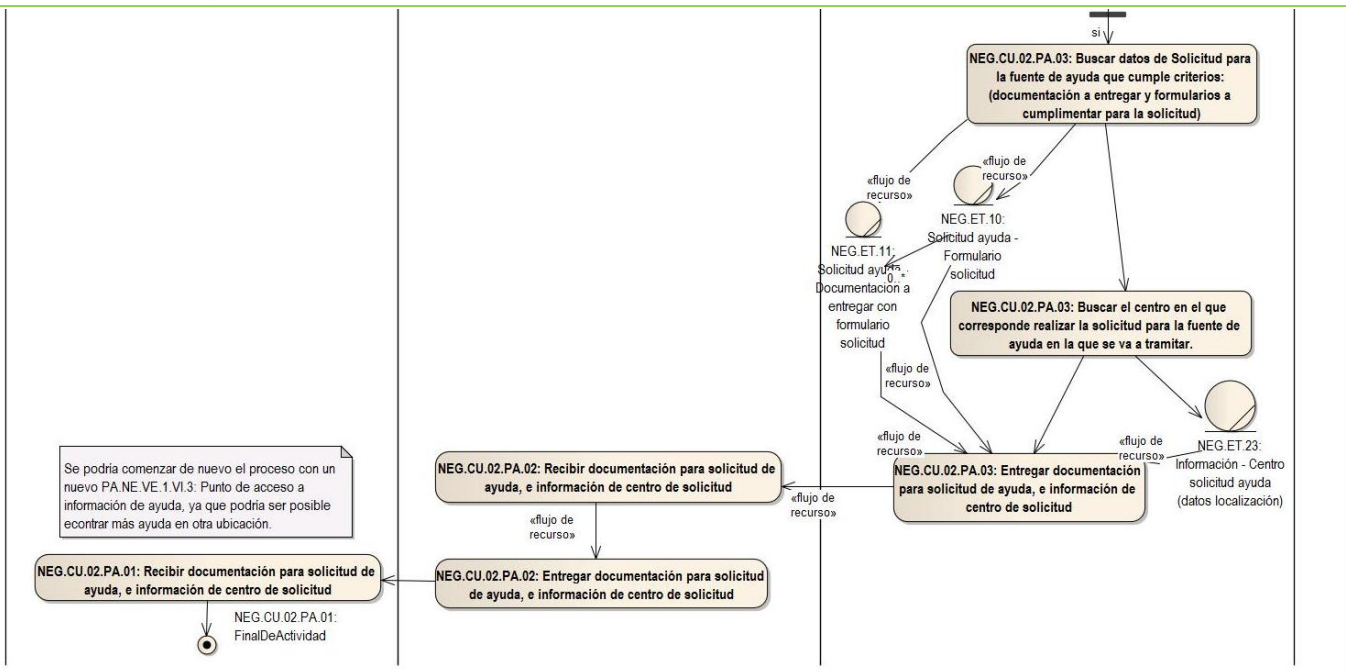 si
NEG.CU.02.PA.03: Buscar datos de Solicitud para
la fuente de ayuda que cumple criterios:
(documentación a entregar y formularios a
cumplimentar para la solicitud)
«flujo de
recurso»
«flujo de
recurso»
NEG.ET.10:
Solicitud ayuda -
Formulario
solicitud
NEG.ET.11:
Solicitud ayuda -
Documentación a
entregar con
formulario
solicitud
0..*
NEG.CU.02.PA.03: Buscar el centro en el que
corresponde realizar la solicitud para la fuente de
ayuda en la que se va a tramitar.
«flujo de
recurso»
NEG.ET.23:
Información - Centro
solicitud ayuda
(datos localización)
«flujo de
recurso»
«flujo de
recurso»
NEG.CU.02.PA.03: Entregar documentación
para solicitud de ayuda, e información de
centro de solicitud
«flujo de
recurso»
NEG.CU.02.PA.02: Recibir documentación para solicitud de
ayuda, e información de centro de solicitud
«flujo de
recurso»
NEG.CU.02.PA.02: Entregar documentación para solicitud
de ayuda, e información de centro de solicitud
Se podría comenzar de nuevo el proceso con un
nuevo PA.NE.VE.1.VI.3: Punto de acceso a
información de ayuda, ya que podría ser posible
econtrar más ayuda en otra ubicación.
NEG.CU.02.PA.01: Recibir documentación para solicitud de
ayuda, e información de centro de solicitud
NEG.CU.02.PA.01:
FinalDeActividad